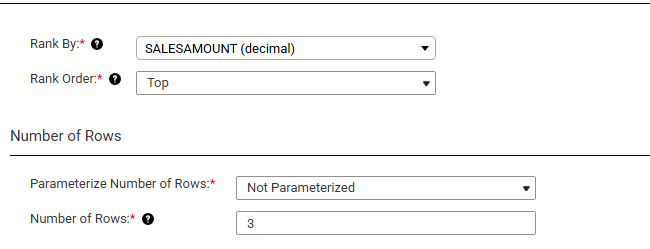 Rank By:* ?
SALESAMOUNT (decimal)
Rank Order:* ?
Top
Number of Rows
Parameterize Number of Rows:*
Not Parameterized
Number of Rows:* ?
3